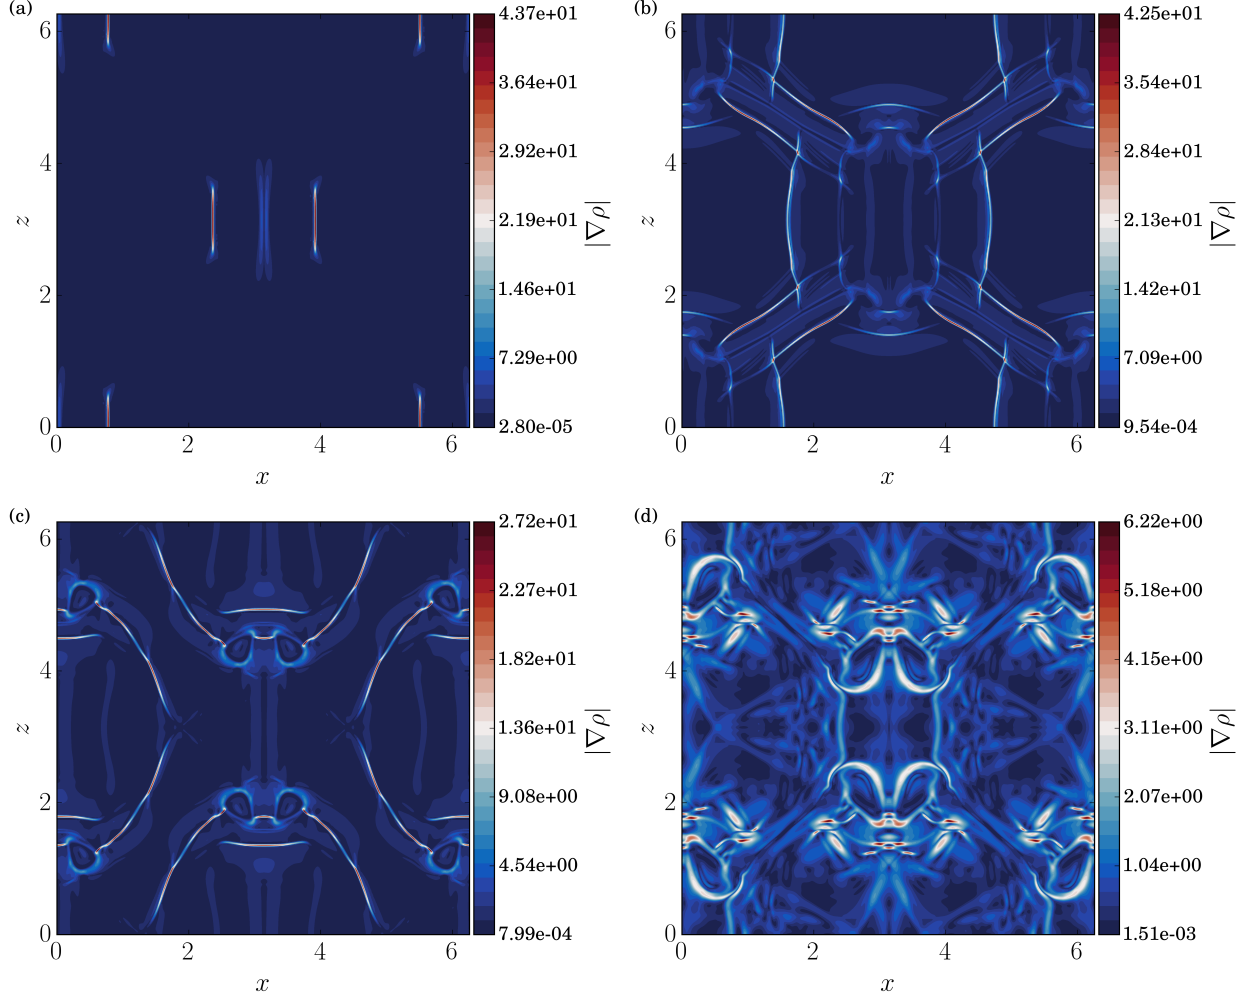 (a)
6
4
z
2
0
0
2
4
6
x
4.37e+01
3.64e+01
2.92e+01
2.19e+01
1.46e+01
7.29e+00
2.80e-05
|∇ρ|
(b)
6
4
z
2
0
0
2
4
6
x
4.25e+01
3.54e+01
2.84e+01
2.13e+01
1.42e+01
7.09e+00
9.54e-04
|∇ρ|
(c)
6
4
z
2
0
0
2
4
6
x
2.72e+01
2.27e+01
1.82e+01
1.36e+01
9.08e+00
4.54e+00
7.99e-04
|∇ρ|
(d)
6
4
z
2
0
0
2
4
6
x
6.22e+00
5.18e+00
4.15e+00
3.11e+00
2.07e+00
1.04e+00
1.51e-03
|∇ρ|